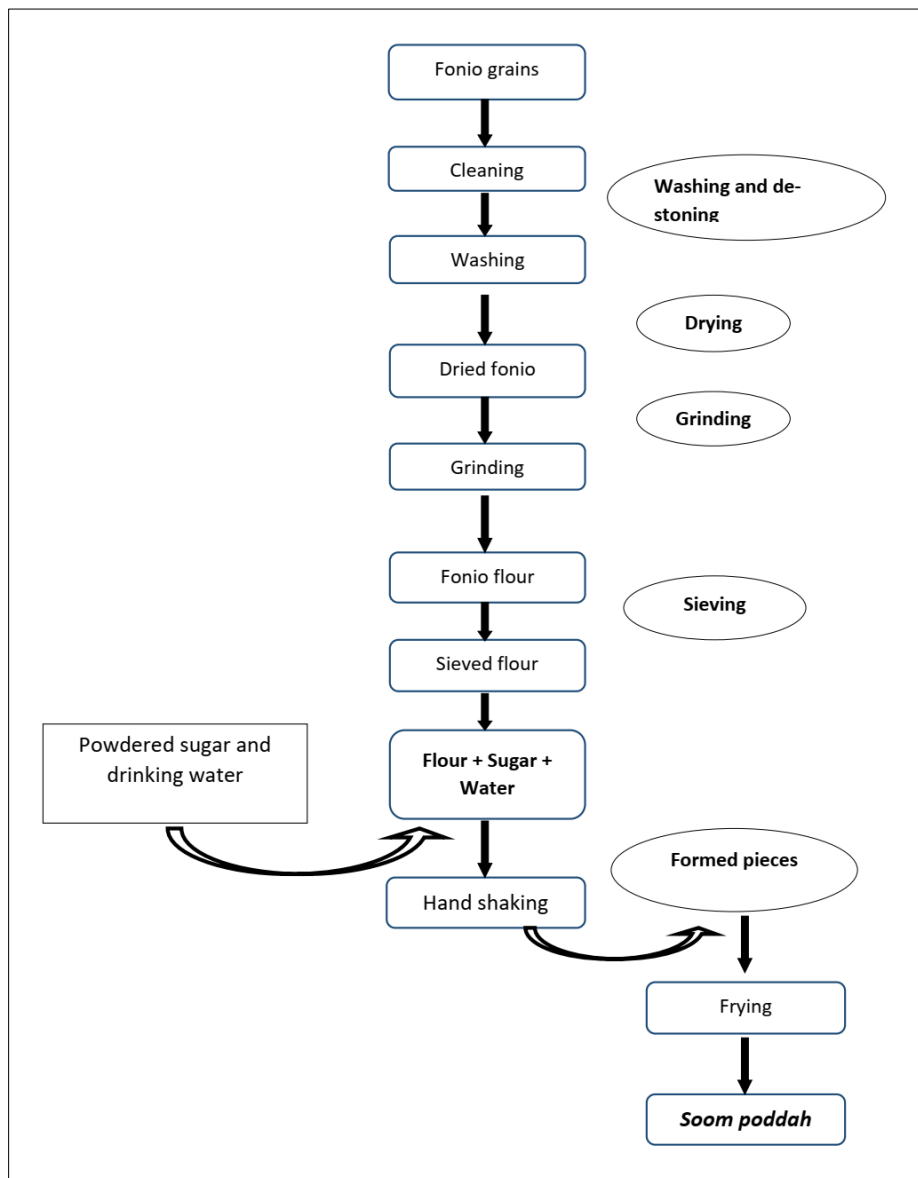 Fonio grains
Cleaning
Washing and de-
stoning
Washing
Drying
Dried fonio
Grinding
Grinding
Fonio flour
Sieving
Sieved flour
Powdered sugar and
drinking water
Flour + Sugar +
Water
Formed pieces
Hand shaking
Frying
Soom poddah